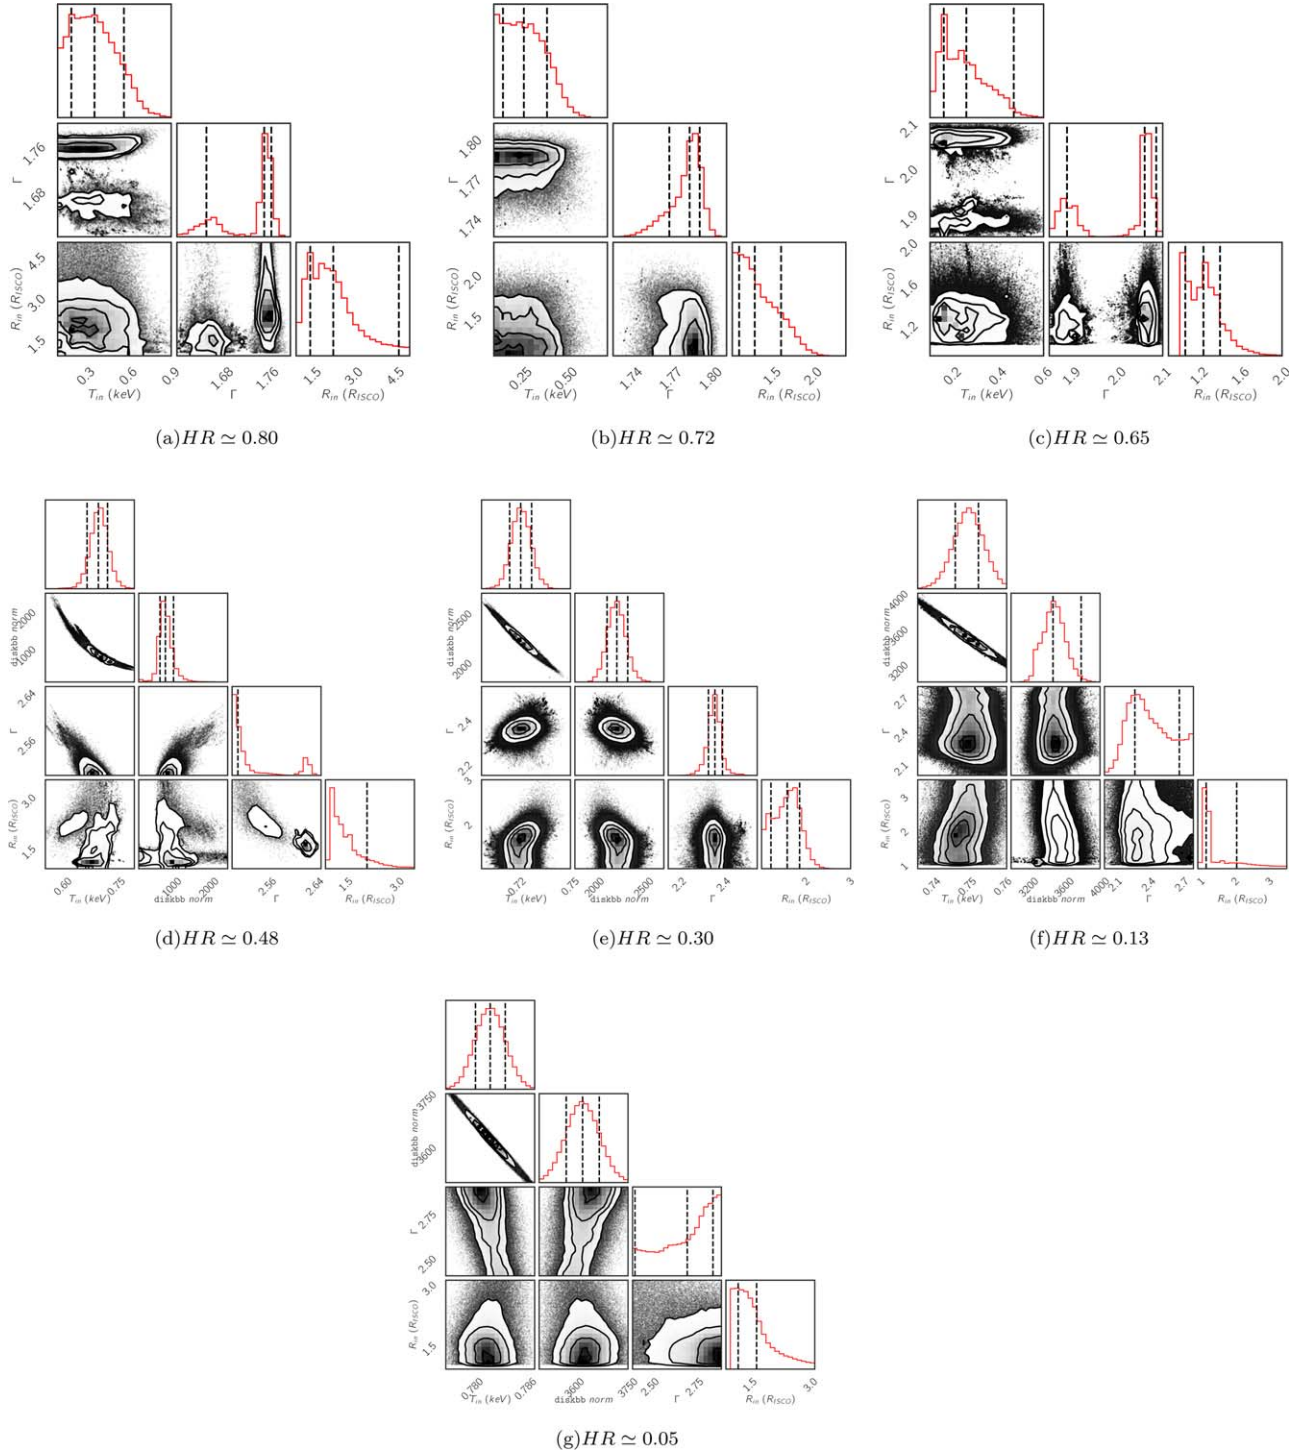 1.76
Γ
1.68
4.5
R_in (R_ISCO)
3.0
1.5
0.3 0.6 0.9 1.68 1.76 1.5 3.0 4.5
T_in (keV) Γ R_in (R_ISCO)
(a)HR ≃ 0.80
1.80
Γ
1.77
1.74
R_in (R_ISCO)
2.0
1.5
0.25 0.50 1.74 1.77 1.80 1.5 2.0
T_in (keV) Γ R_in (R_ISCO)
(b)HR ≃ 0.72
2.1
Γ
2.0
1.9
2.0
R_in (R_ISCO)
1.6
1.2
0.2 0.4 0.6 1.9 2.0 2.1 1.2 1.6 2.0
T_in (keV) Γ R_in (R_ISCO)
(c)HR ≃ 0.65
diskbb norm
2000
1000
2.64
Γ
2.56
R_in (R_ISCO)
3.0
1.5
0.60 0.75 1000 2000 2.56 2.64 1.5 3.0
T_in (keV) diskbb norm Γ R_in (R_ISCO)
(d)HR ≃ 0.48
diskbb norm
2500
2000
Γ
2.4
2.2
3
R_in (R_ISCO)
2
0.72 0.75 2000 2500 2.2 2.4 2 3
T_in (keV) diskbb norm Γ R_in (R_ISCO)
(e)HR ≃ 0.30
4000
diskbb norm
3600
3200
2.7
Γ
2.4
2.1
R_in (R_ISCO)
3
2
1
0.74 0.75 0.76 3200 3600 4000 2.1 2.4 2.7 1 2 3
T_in (keV) diskbb norm Γ R_in (R_ISCO)
(f)HR ≃ 0.13
3750
diskbb norm
3600
Γ
2.75
2.50
3.0
R_in (R_ISCO)
1.5
0.780 0.786 3600 3750 2.50 2.75 1.5 3.0
T_in (keV) diskbb norm Γ R_in (R_ISCO)
(g)HR ≃ 0.05